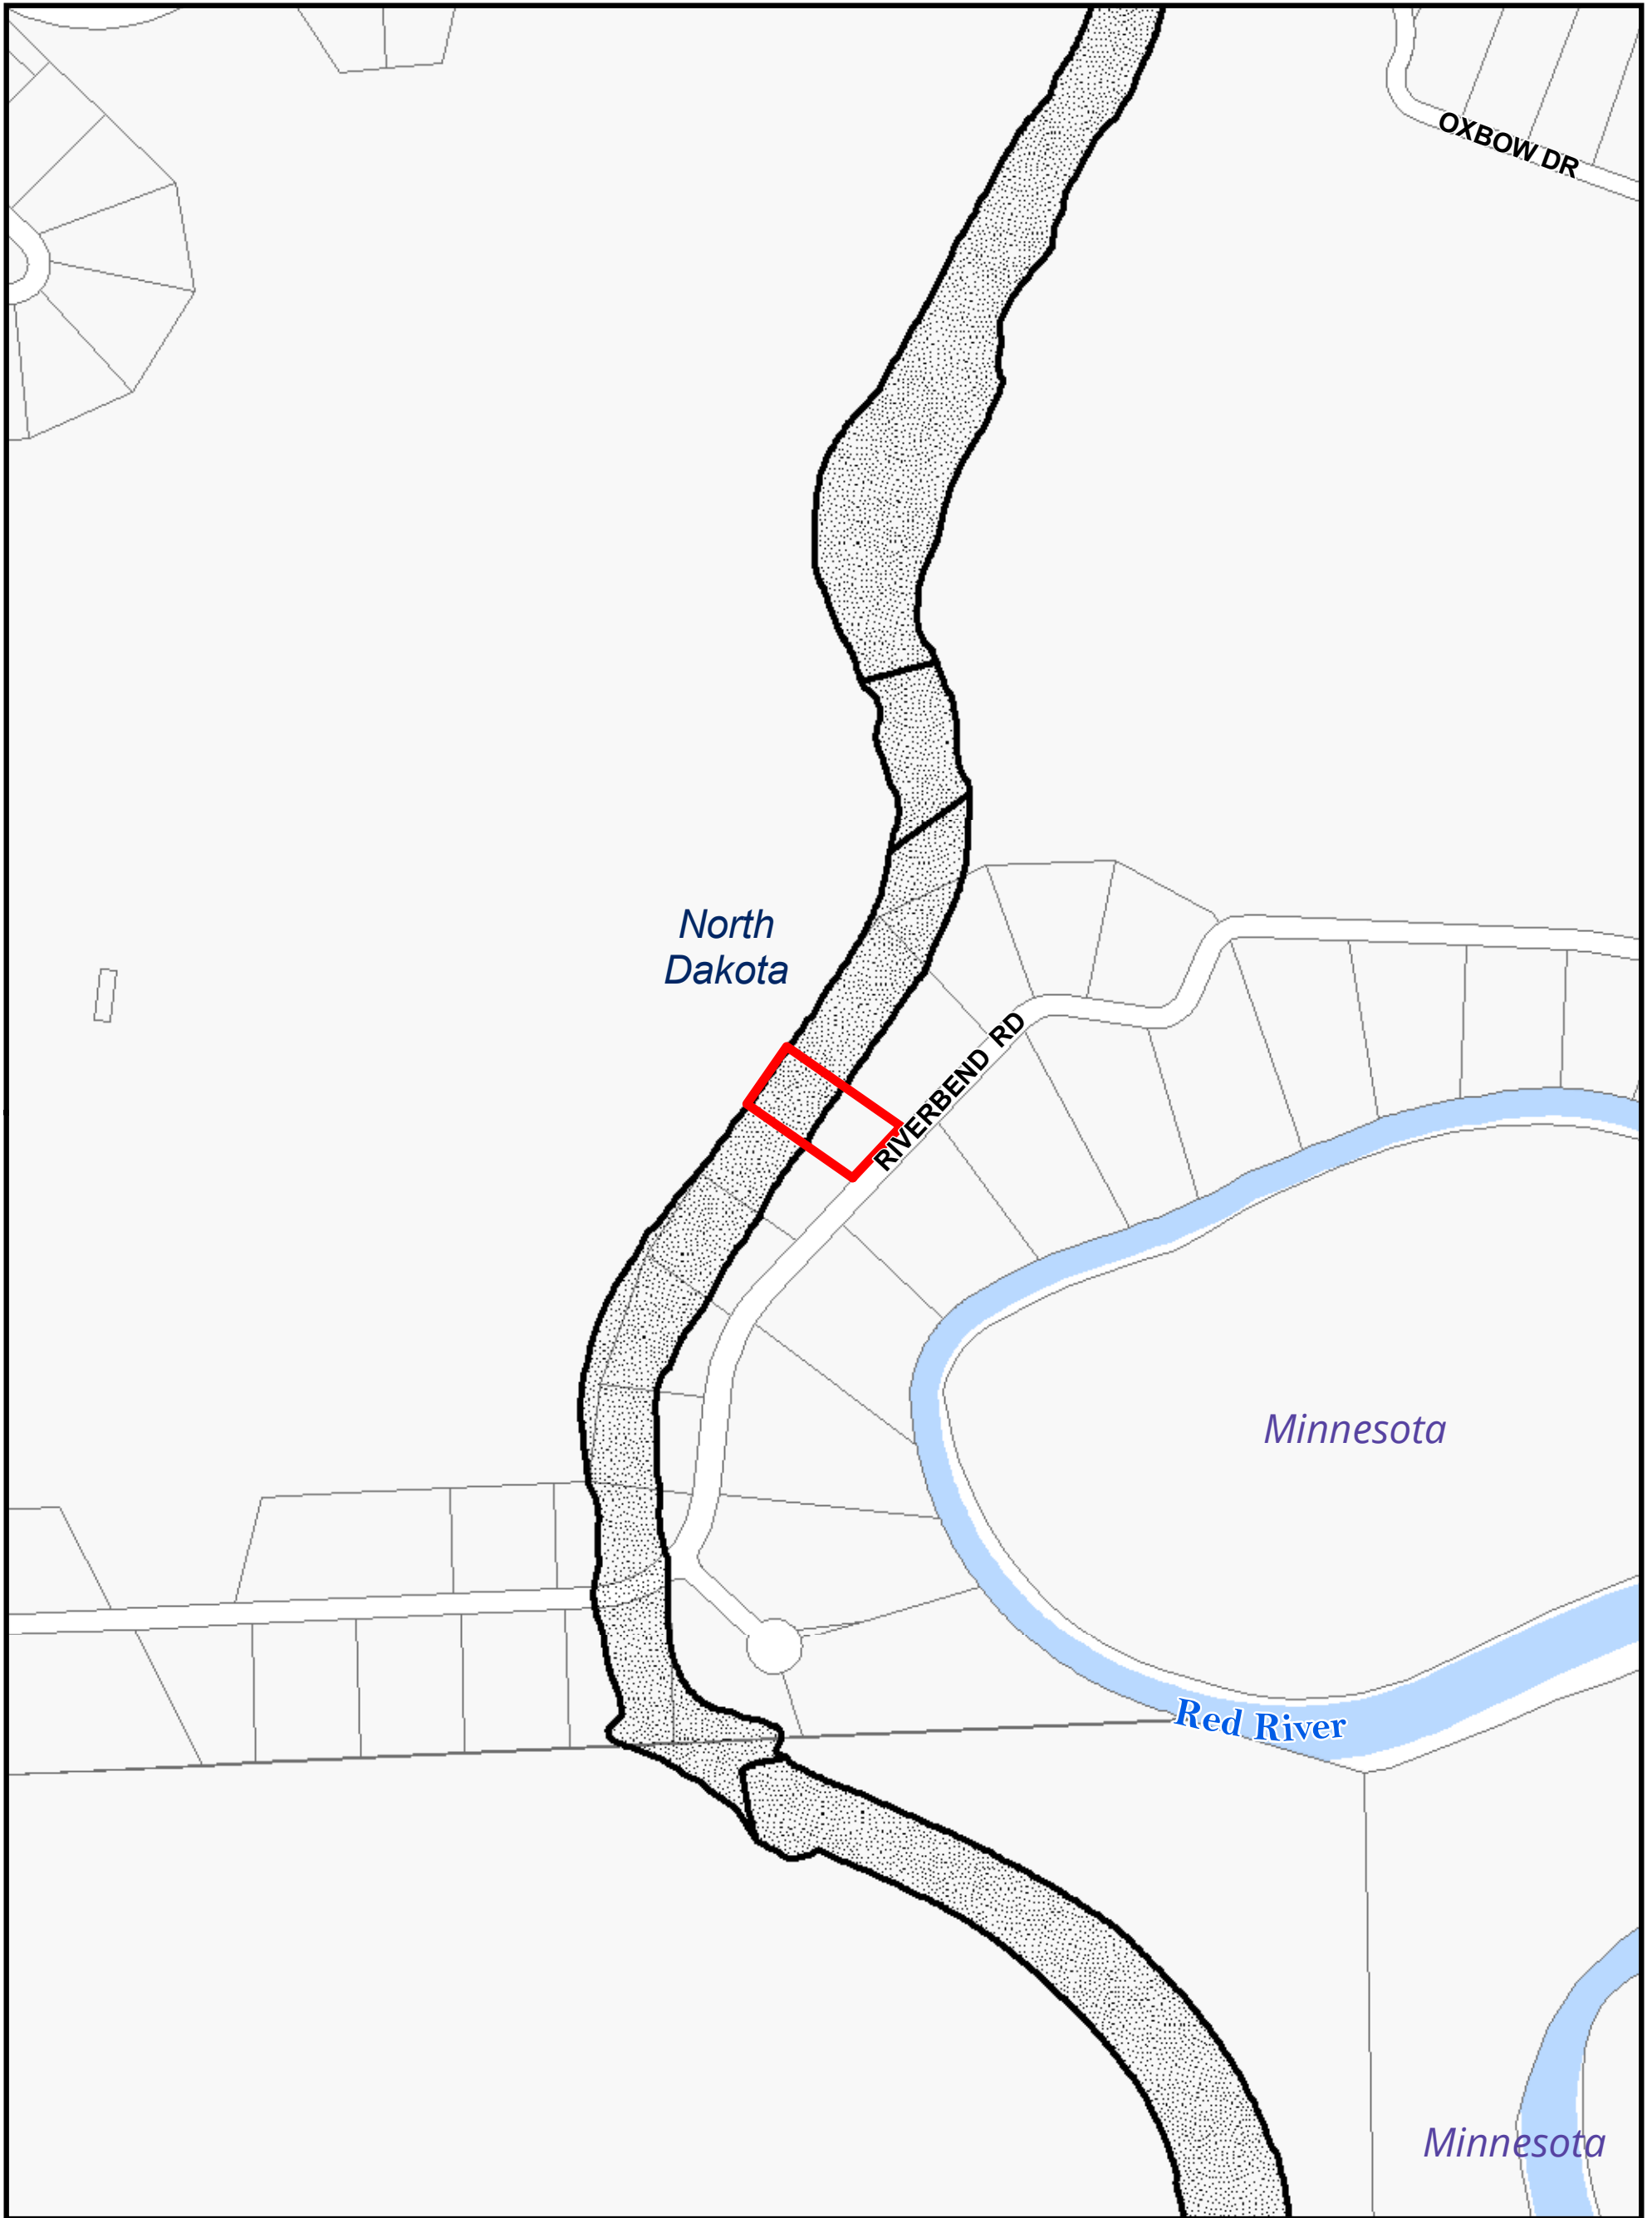 OXBOW DR
North
Dakota
RIVERBEND RD
Minnesota
Red River
Minnesota